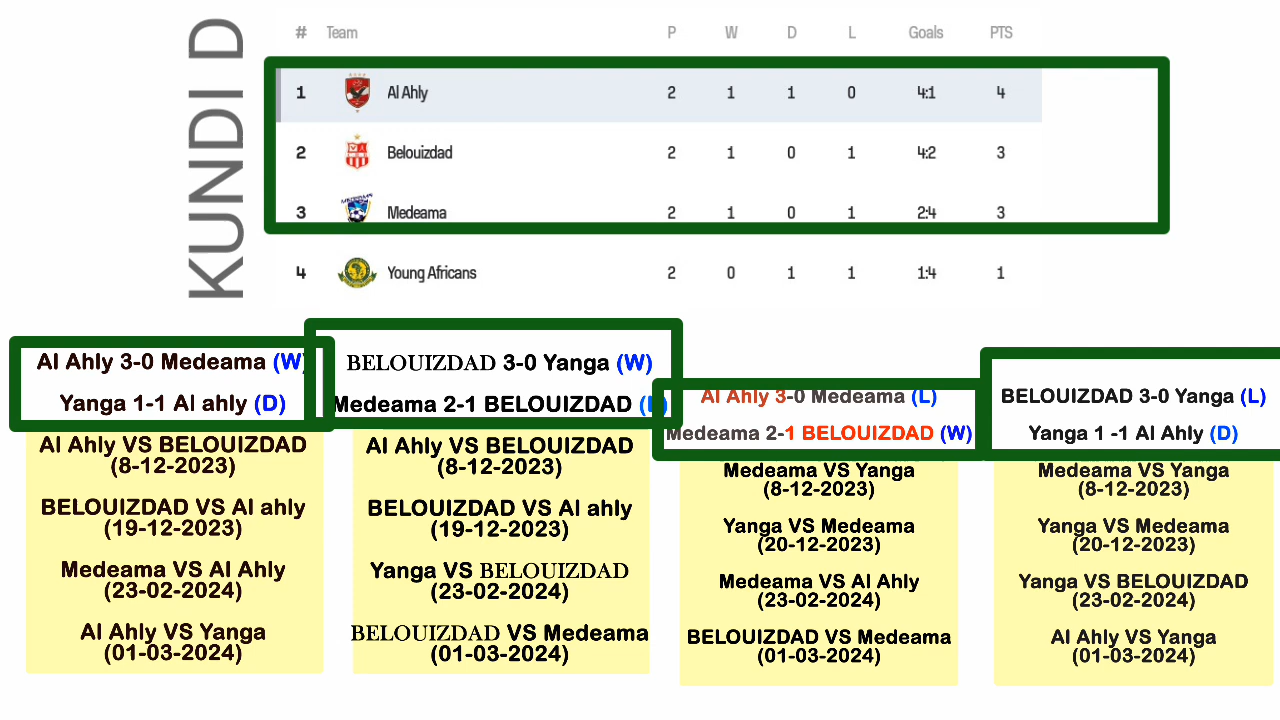 KUNDI D
# Team P W D L Goals PTS
1 Al Ahly 2 1 1 0 4:1 4
2 Belouizdad 2 1 0 1 4:2 3
3 Medeama 2 1 0 1 2:4 3
4 Young Africans 2 0 1 1 1:4 1
Al Ahly 3-0 Medeama (W)
Yanga 1-1 Al ahly (D)
Al Ahly VS BELOUIZDAD
(8-12-2023)
BELOUIZDAD VS Al ahly
(19-12-2023)
Medeama VS Al Ahly
(23-02-2024)
Al Ahly VS Yanga
(01-03-2024)
BELOUIZDAD 3-0 Yanga (W)
Medeama 2-1 BELOUIZDAD
Al Ahly VS BELOUIZDAD
(8-12-2023)
BELOUIZDAD VS Al ahly
(19-12-2023)
Yanga VS BELOUIZDAD
(23-02-2024)
BELOUIZDAD VS Medeama
(01-03-2024)
Al Ahly 3-0 Medeama (L)
Medeama 2-1 BELOUIZDAD (W)
Medeama VS Yanga
(8-12-2023)
Yanga VS Medeama
(20-12-2023)
Medeama VS Al Ahly
(23-02-2024)
BELOUIZDAD VS Medeama
(01-03-2024)
BELOUIZDAD 3-0 Yanga (L)
Yanga 1 -1 Al Ahly (D)
Medeama VS Yanga
(8-12-2023)
Yanga VS Medeama
(20-12-2023)
Yanga VS BELOUIZDAD
(23-02-2024)
Al Ahly VS Yanga
(01-03-2024)